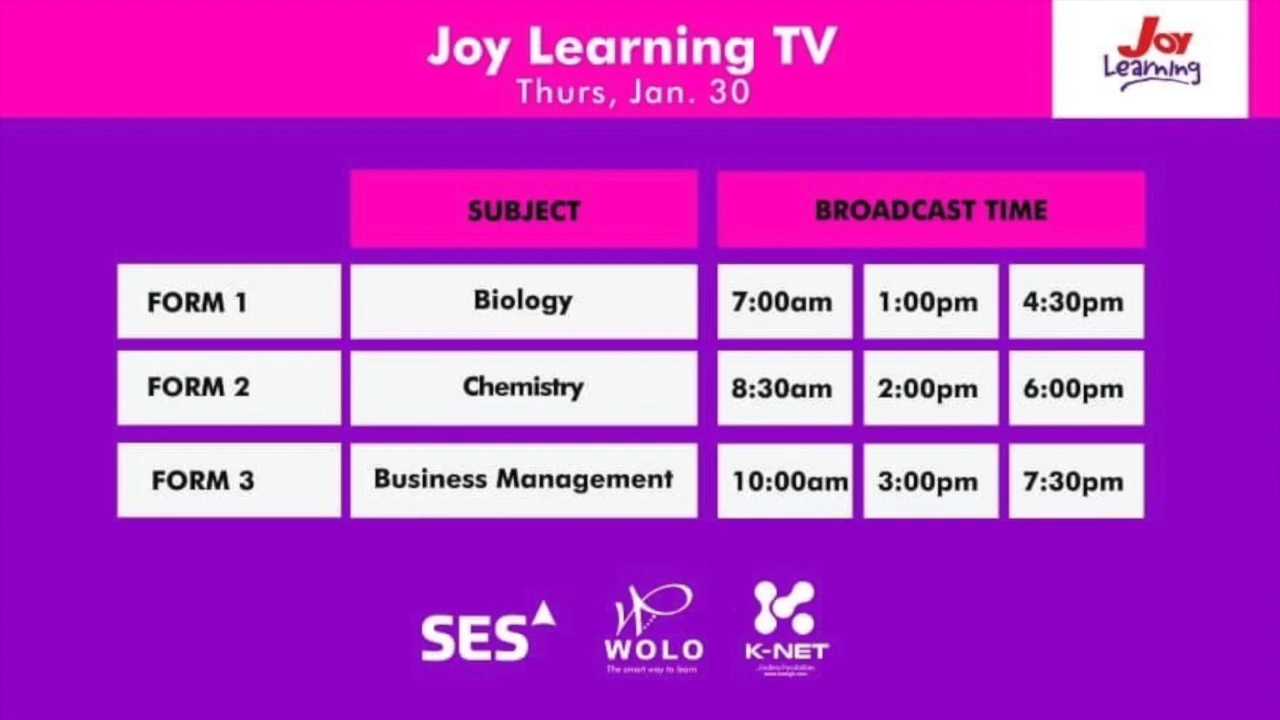 Joy Learning TV
Thurs, Jan. 30
JOY
Learning
SUBJECT BROADCAST TIME
FORM 1 Biology 7:00am 1:00pm 4:30pm
FORM 2 Chemistry 8:30am 2:00pm 6:00pm
FORM 3 Business Management 10:00am 3:00pm 7:30pm
SES
WOLO
The smart way to learn
K-NET